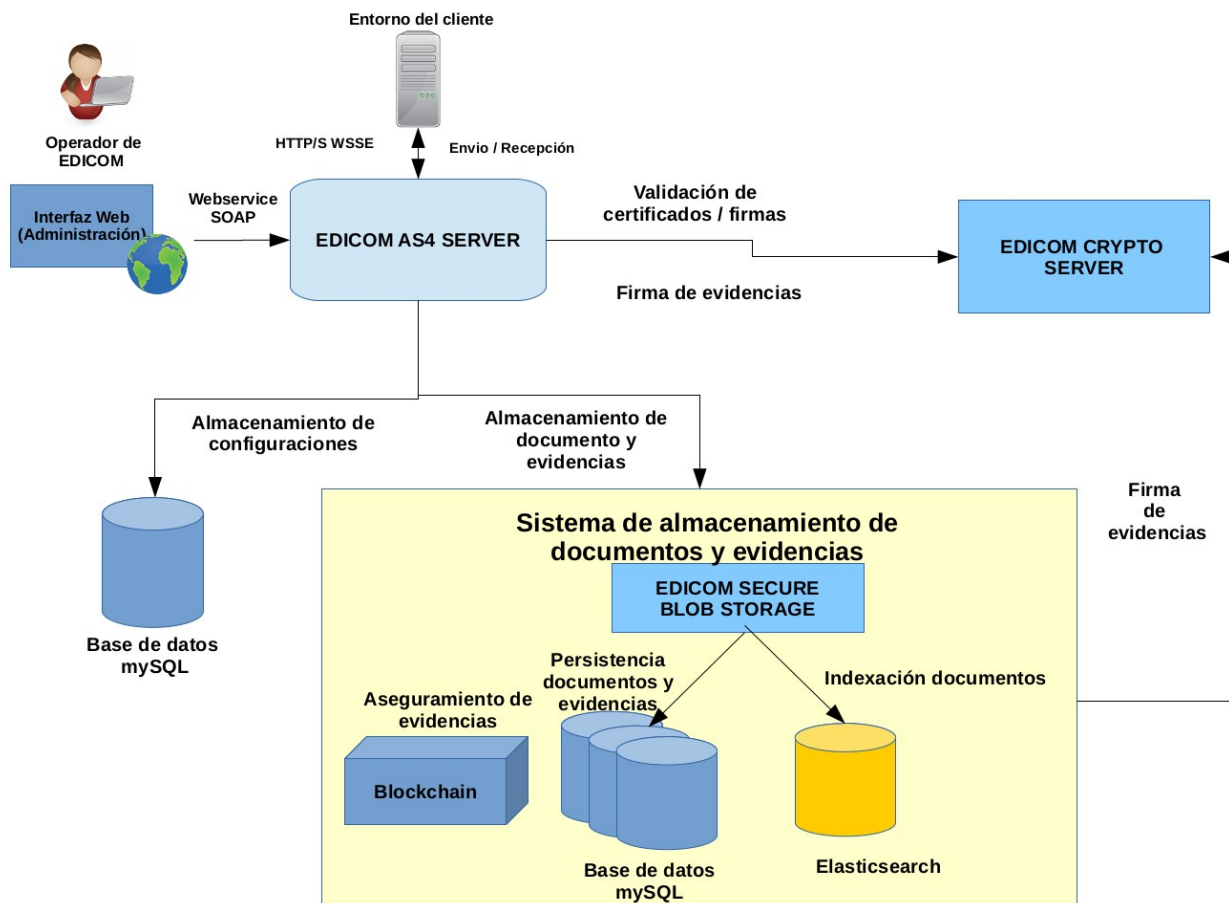 Entorno del cliente
Operador de
EDICOM
HTTP/S WSSE
Envio / Recepción
Interfaz Web
(Administración)
Webservice
SOAP
EDICOM AS4 SERVER
Validación de
certificados / firmas
Firma de evidencias
EDICOM CRYPTO
SERVER
Almacenamiento de
configuraciones
Almacenamiento de
documento y
evidencias
Firma
de
evidencias
Base de datos
mySQL
Sistema de almacenamiento de
documentos y evidencias
EDICOM SECURE
BLOB STORAGE
Persistencia
documentos y
evidencias
Indexación documentos
Aseguramiento de
evidencias
Blockchain
Base de datos
mySQL
Elasticsearch